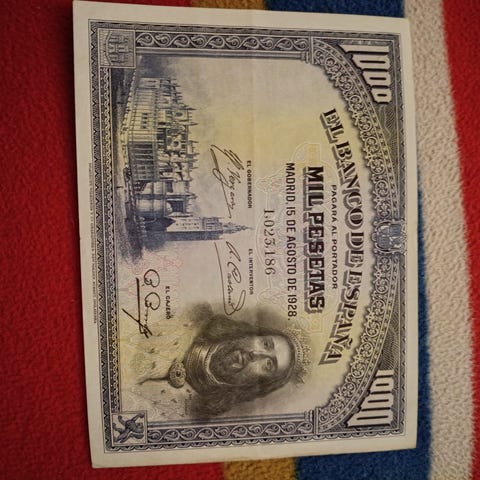 1000
1000
EL BANCO DE ESPAÑA
PAGARÁ AL PORTADOR
MIL PESETAS
MADRID, 15 DE AGOSTO DE 1928.
1,023,186
EL GOBERNADOR
EL INTERVENTOR
EL CAJERO